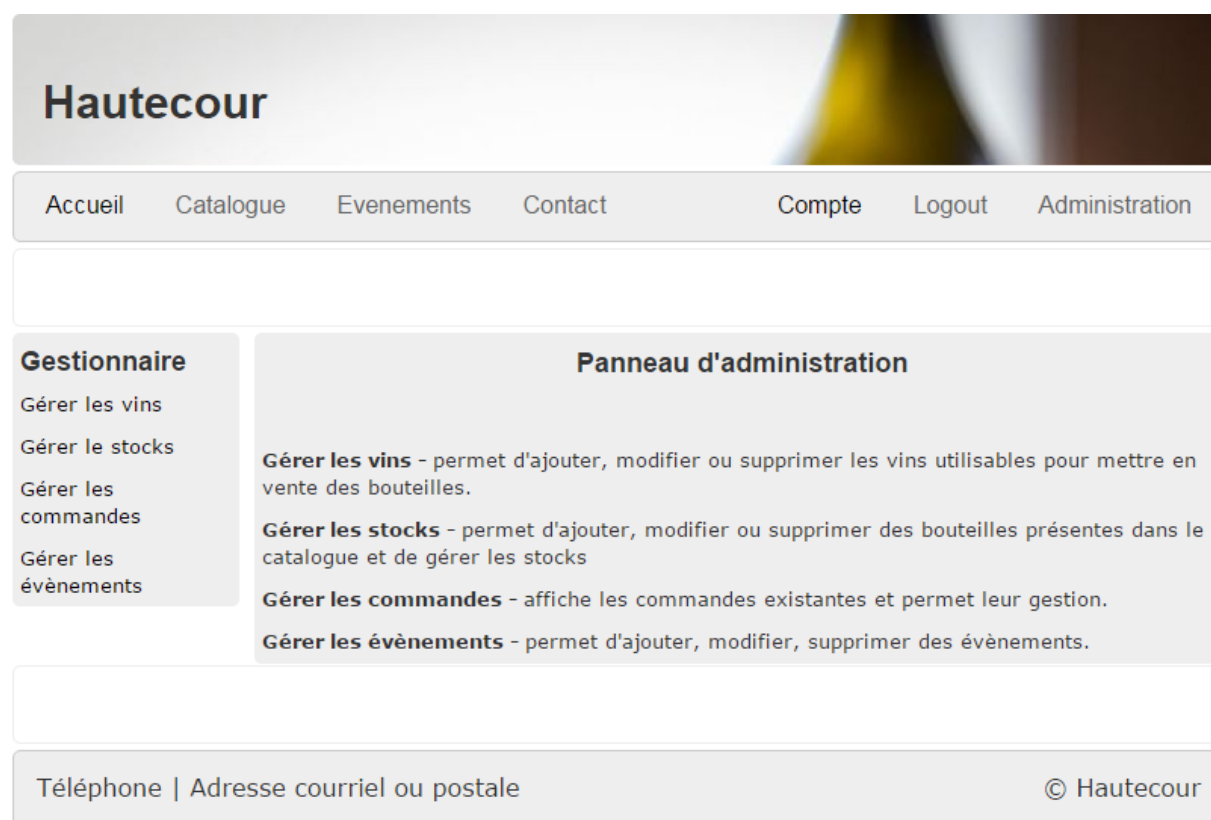 Hautecour
Accueil Catalogue Evenements Contact Compte Logout Administration
Gestionnaire
Gérer les vins
Gérer le stocks
Gérer les
commandes
Gérer les
évènements
Panneau d'administration
Gérer les vins - permet d'ajouter, modifier ou supprimer les vins utilisables pour mettre en
vente des bouteilles.
Gérer les stocks - permet d'ajouter, modifier ou supprimer des bouteilles présentes dans le
catalogue et de gérer les stocks
Gérer les commandes - affiche les commandes existantes et permet leur gestion.
Gérer les évènements - permet d'ajouter, modifier, supprimer des évènements.
Téléphone | Adresse courriel ou postale © Hautecour